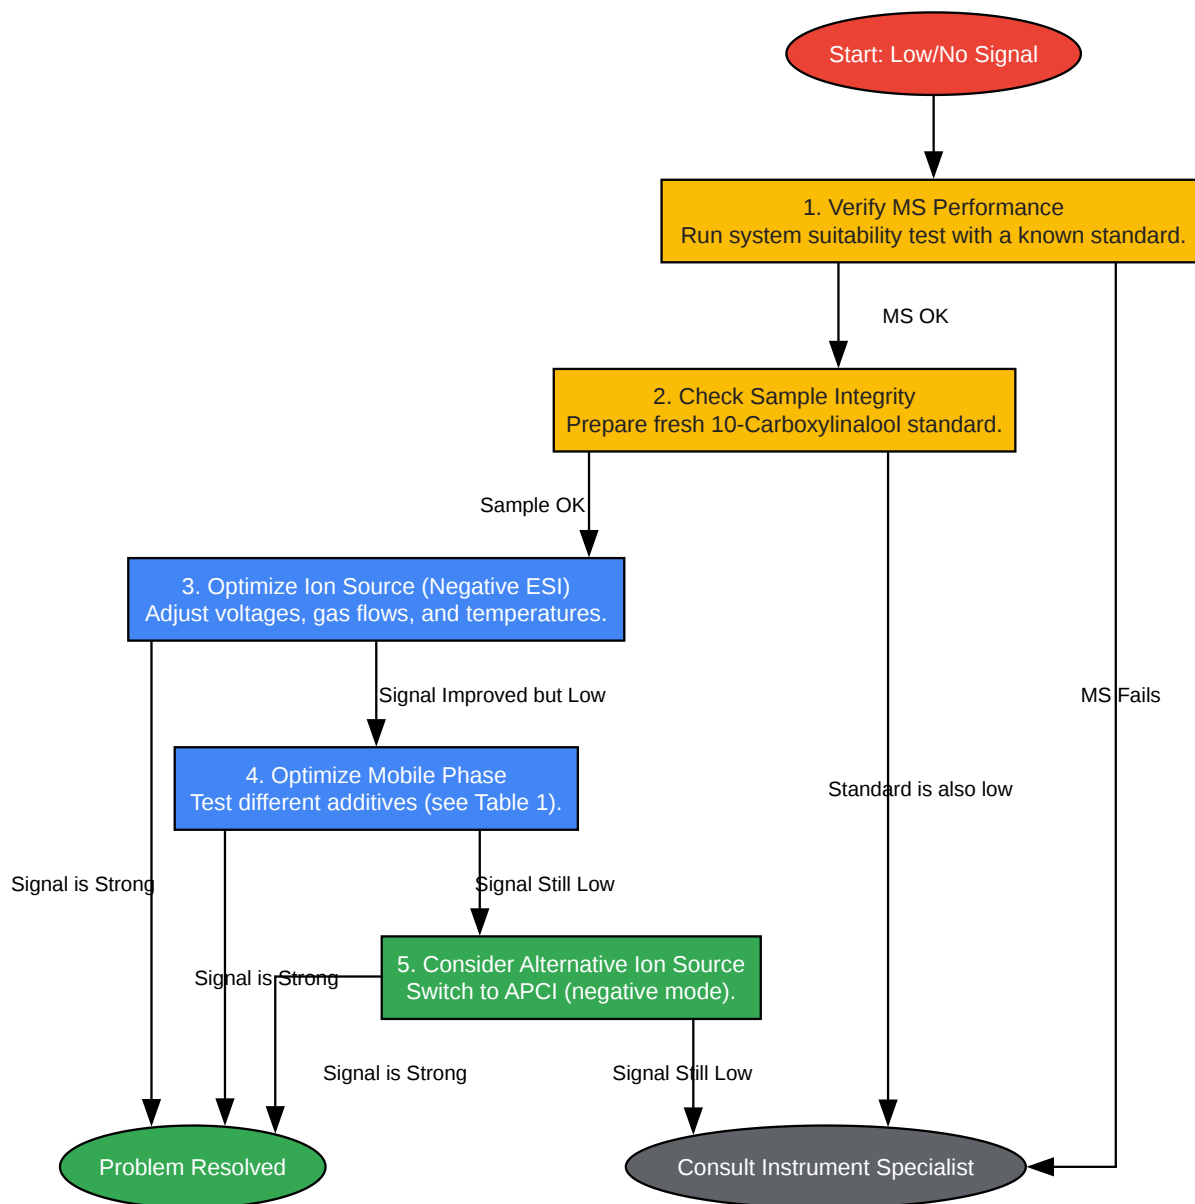 Start: Low/No Signal
1. Verify MS Performance
Run system suitability test with a known standard.
MS OK
2. Check Sample Integrity
Prepare fresh 10-Carboxylinalool standard.
Sample OK
3. Optimize Ion Source (Negative ESI)
Adjust voltages, gas flows, and temperatures.
Signal Improved but Low
MS Fails
4. Optimize Mobile Phase
Test different additives (see Table 1).
Standard is also low
Signal is Strong
Signal Still Low
5. Consider Alternative Ion Source
Switch to APCI (negative mode).
Signal is Strong
Signal is Strong
Signal Still Low
Problem Resolved
Consult Instrument Specialist